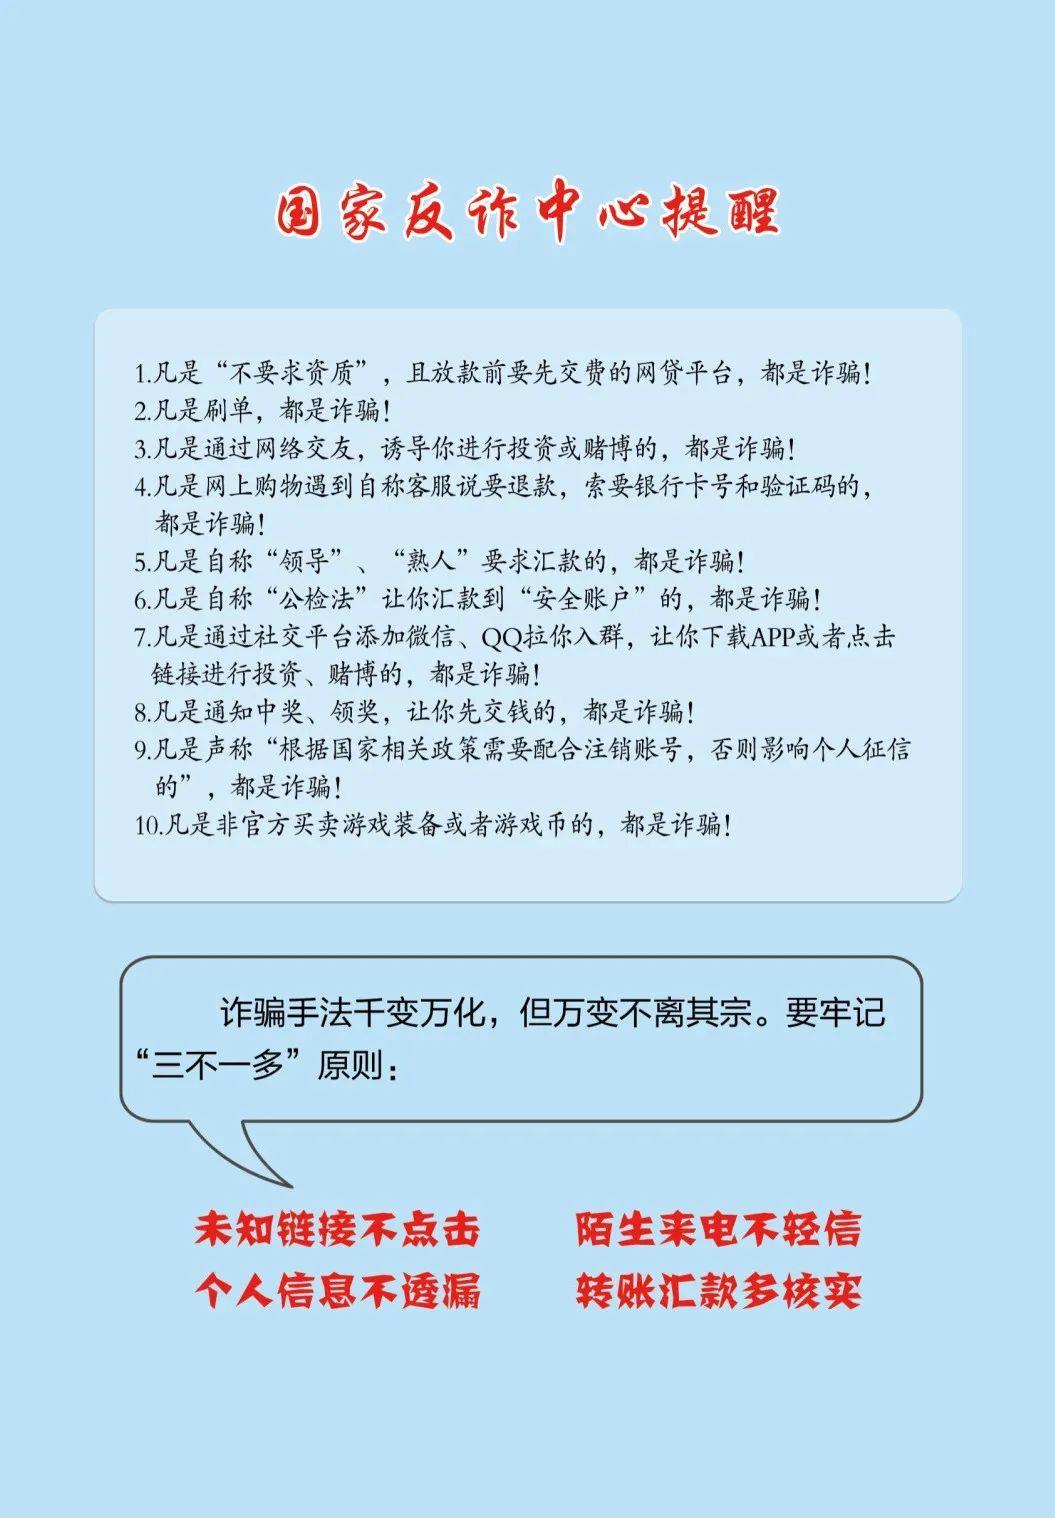 国家反诈中心提醒
1.凡是“不要求资质”，且放款前要先交费的网贷平台，都是诈骗！
2.凡是刷单，都是诈骗！
3.凡是通过网络交友，诱导你进行投资或赌博的，都是诈骗！
4.凡是网上购物遇到自称客服说要退款，索要银行卡号和验证码的，
都是诈骗！
5.凡是自称“领导”、“熟人”要求汇款的，都是诈骗！
6.凡是自称“公检法”让你汇款到“安全账户”的，都是诈骗！
7.凡是通过社交平台添加微信、QQ拉你入群，让你下载APP或者点击
链接进行投资、赌博的，都是诈骗！
8.凡是通知中奖、领奖，让你先交钱的，都是诈骗！
9.凡是声称“根据国家相关政策需要配合注销账号，否则影响个人征信
的”，都是诈骗！
10.凡是非官方买卖游戏装备或者游戏币的，都是诈骗！
诈骗手法千变万化，但万变不离其宗。要牢记
“三不一多”原则：
未知链接不点击 陌生来电不轻信
个人信息不透漏 转账汇款多核实